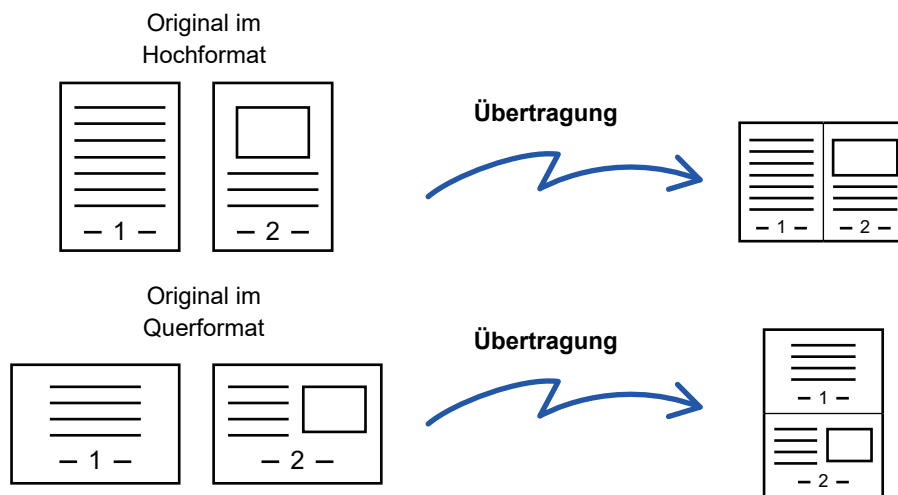 Original im
Hochformat
Übertragung
– 1 –
– 2 –
– 1 –
– 2 –
Original im
Querformat
Übertragung
– 1 –
– 1 –
– 2 –
– 2 –